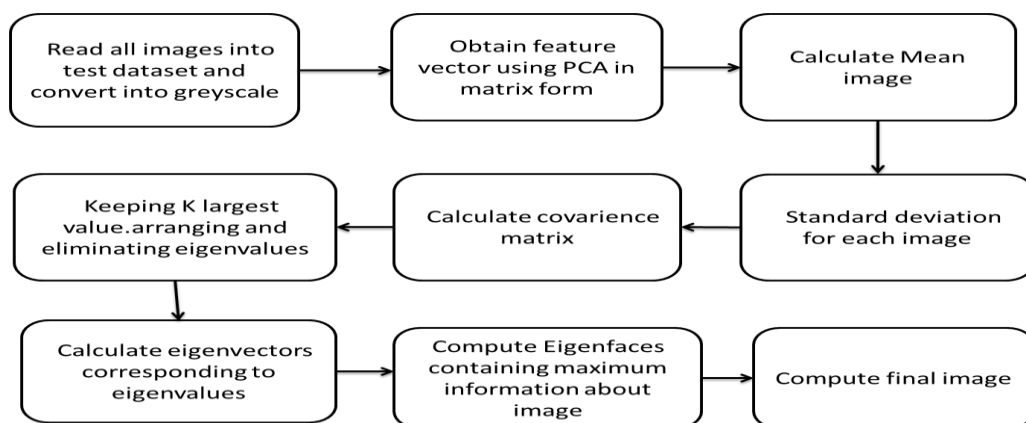 Read all images into
test dataset and
convert into greyscale
Obtain feature
vector using PCA in
matrix form
Calculate Mean
image
Standard deviation
for each image
Calculate covarience
matrix
Keeping K largest
value.arranging and
eliminating eigenvalues
Calculate eigenvectors
corresponding to
eigenvalues
Compute Eigenfaces
containing maximum
information about
image
Compute final image